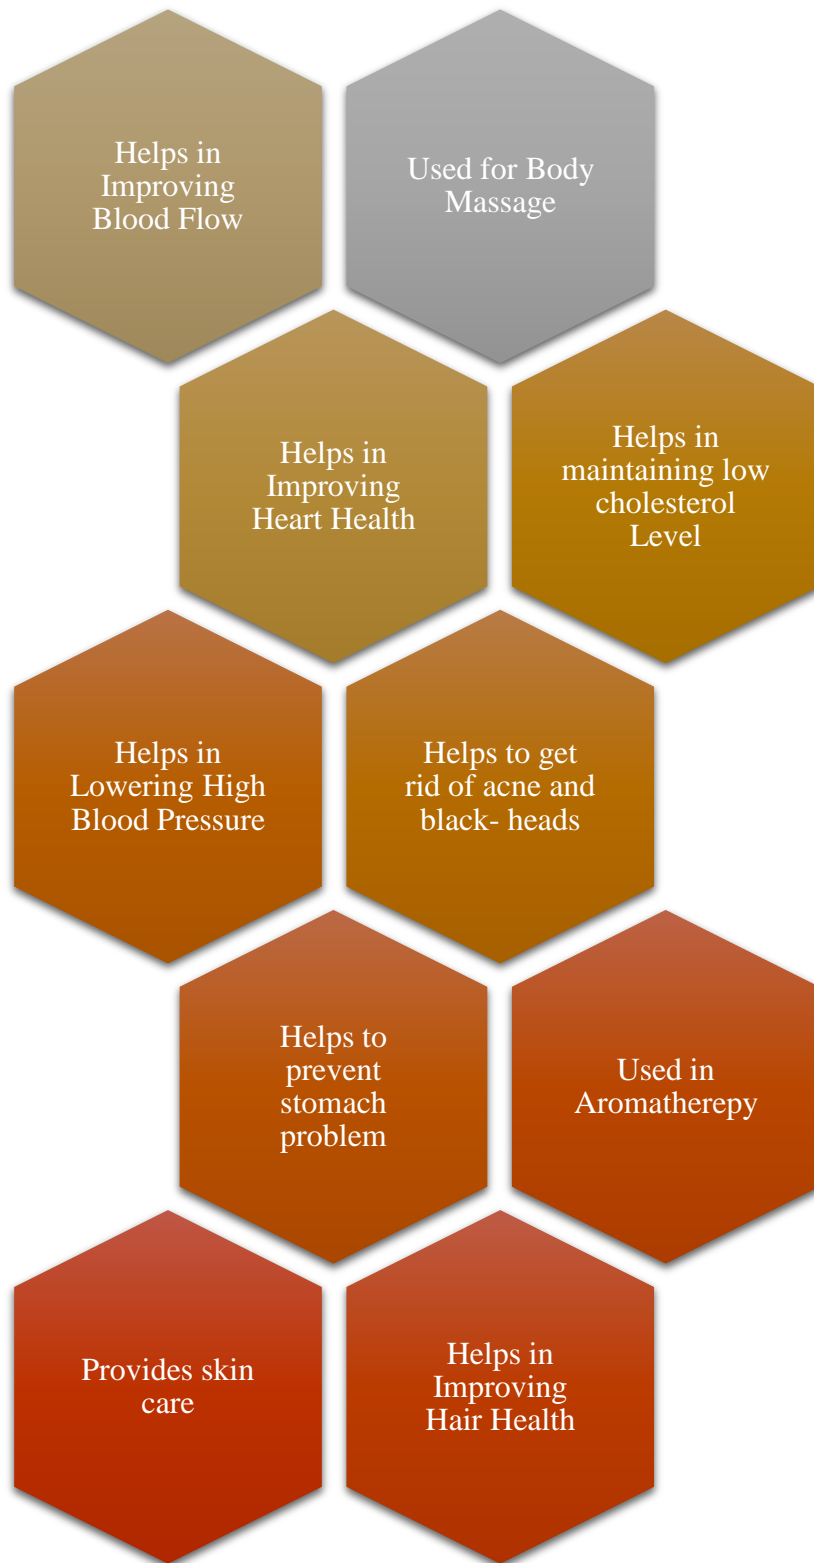 Helps in
Improving
Blood Flow
Used for Body
Massage
Helps in
Improving
Heart Health
Helps in
maintaining low
cholesterol
Level
Helps in
Lowering High
Blood Pressure
Helps to get
rid of acne and
black- heads
Helps to
prevent
stomach
problem
Used in
Aromatherepy
Provides skin
care
Helps in
Improving
Hair Health